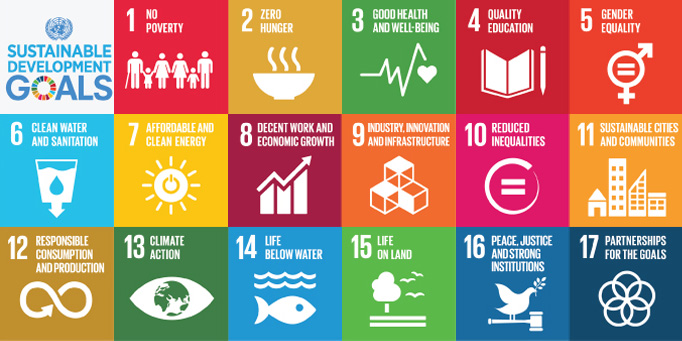 SUSTAINABLE
DEVELOPMENT
GOALS
1 NO
POVERTY
2 ZERO
HUNGER
3 GOOD HEALTH
AND WELL-BEING
4 QUALITY
EDUCATION
5 GENDER
EQUALITY
6 CLEAN WATER
AND SANITATION
7 AFFORDABLE AND
CLEAN ENERGY
8 DECENT WORK AND
ECONOMIC GROWTH
9 INDUSTRY, INNOVATION
AND INFRASTRUCTURE
10 REDUCED
INEQUALITIES
11 SUSTAINABLE CITIES
AND COMMUNITIES
12 RESPONSIBLE
CONSUMPTION
AND PRODUCTION
13 CLIMATE
ACTION
14 LIFE
BELOW WATER
15 LIFE
ON LAND
16 PEACE, JUSTICE
AND STRONG
INSTITUTIONS
17 PARTNERSHIPS
FOR THE GOALS